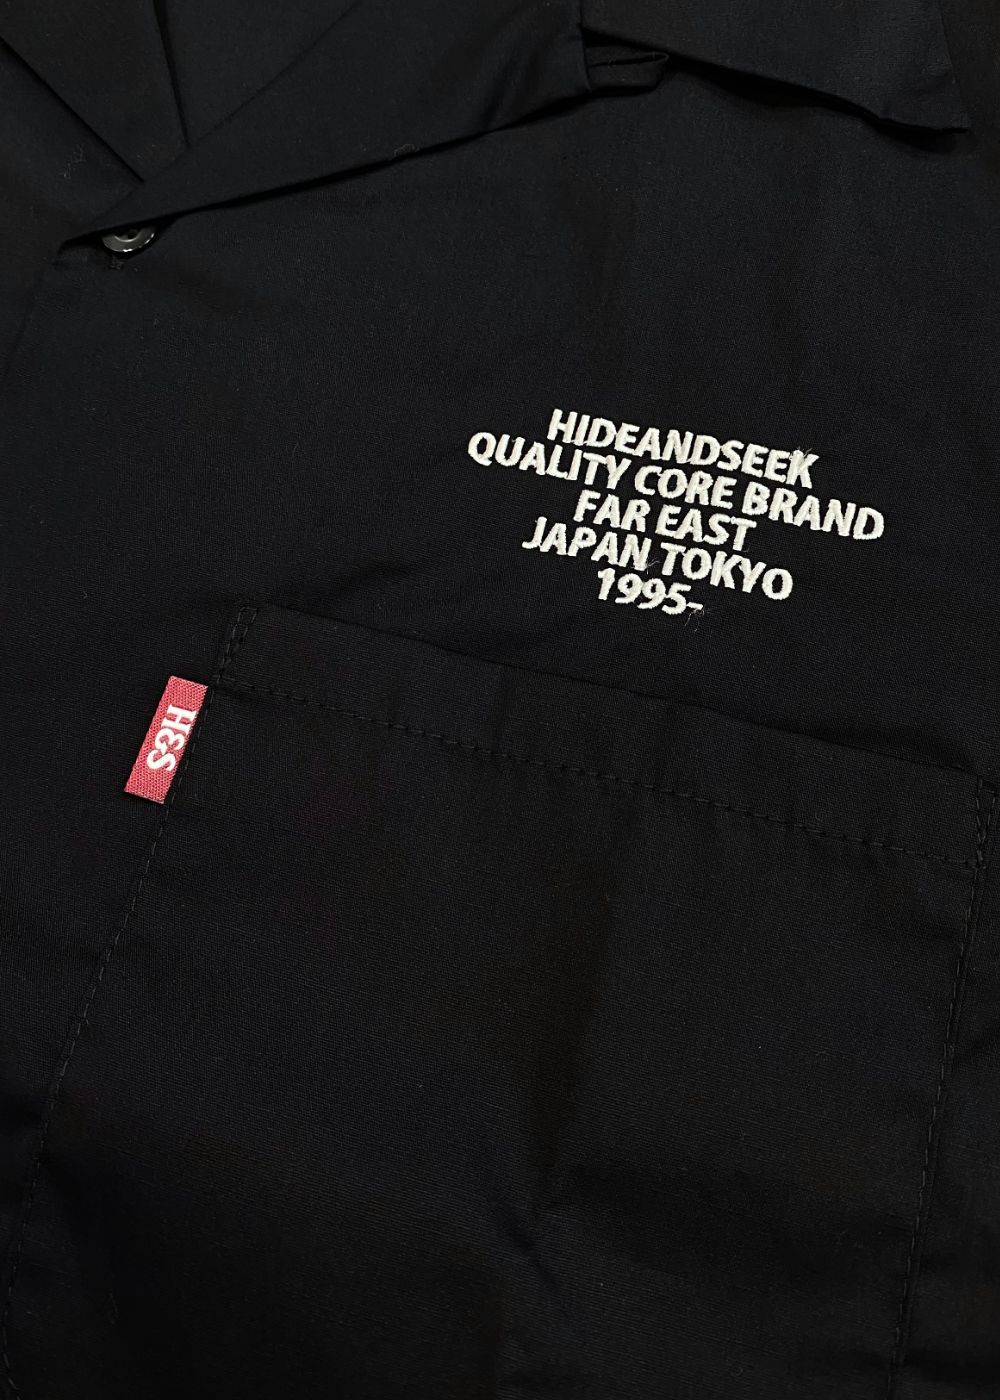 HIDEANDSEEK
QUALITY CORE BRAND
FAR EAST
JAPAN TOKYO
1995-
H&S